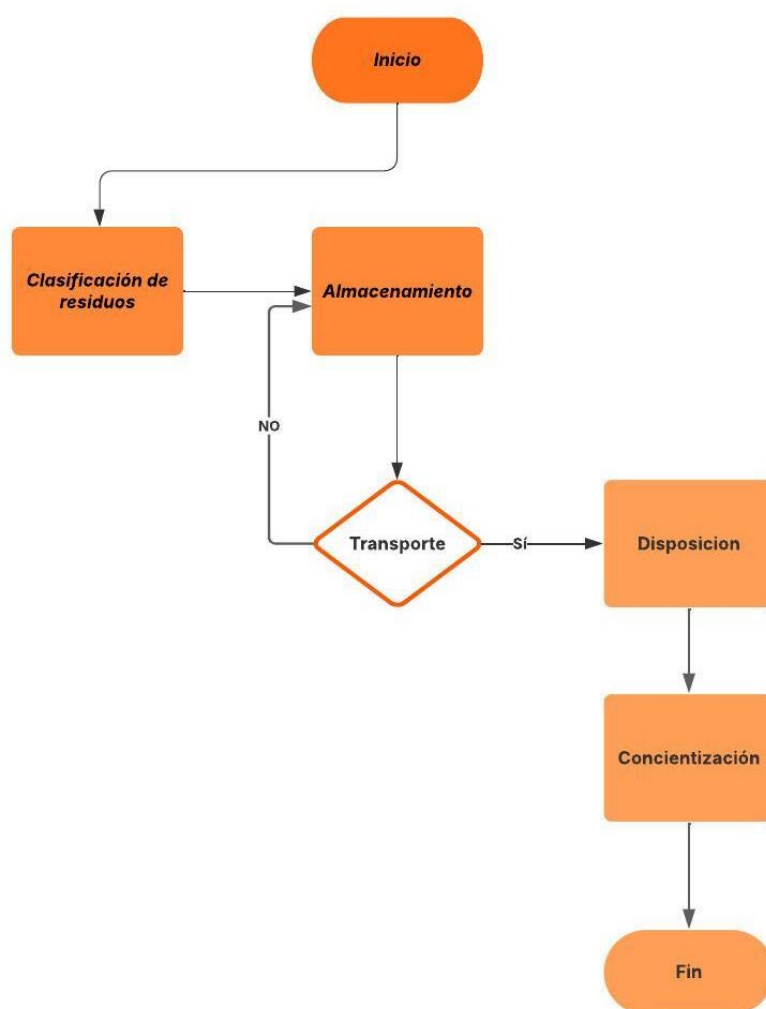 Inicio
Clasificación de
residuos
Almacenamiento
NO
Transporte
Sí
Disposicion
Concientización
Fin